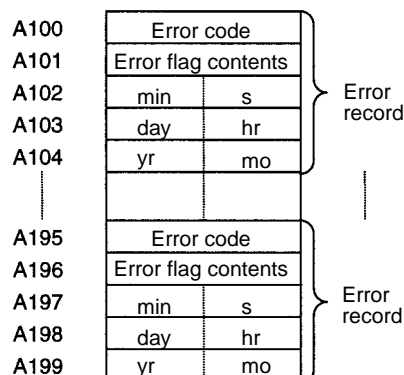 A100 Error code
A101 Error flag contents
A102 min s
Error
A103 day hr
record
A104 yr mo
A195 Error code
A196 Error flag contents
A197 min s
Error
record
A198 day hr
A199 yr mo